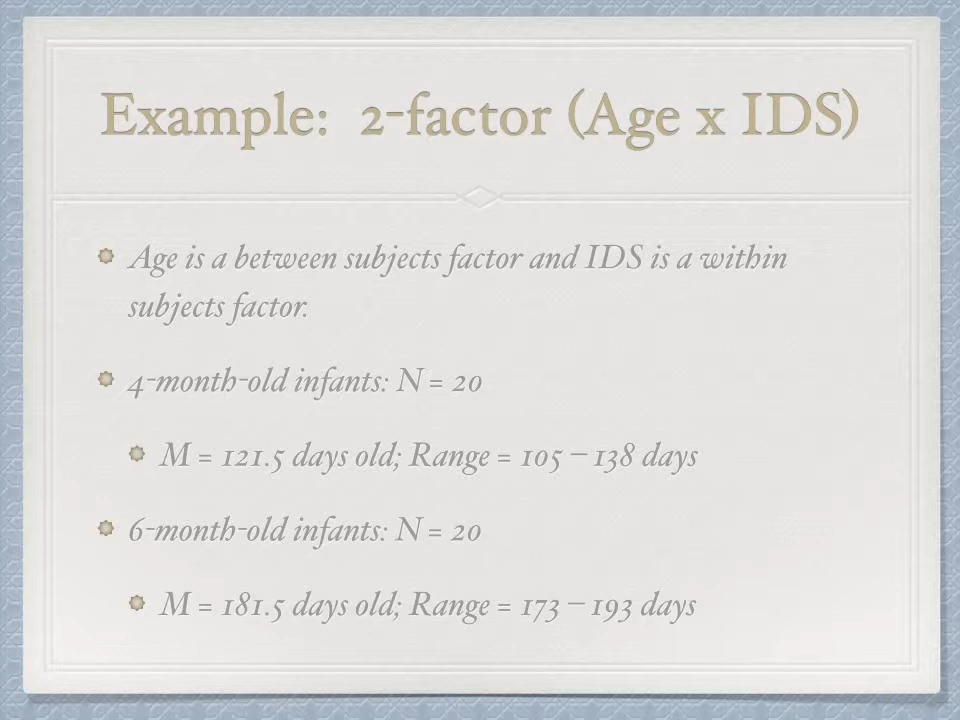 Example:  2-factor (Age x IDS)
Age is a between subjects factor and IDS is a within
subjects factor.
4-month-old infants: N = 20
M = 121.5 days old; Range = 105 – 138 days
6-month-old infants: N = 20
M = 181.5 days old; Range = 173 – 193 days